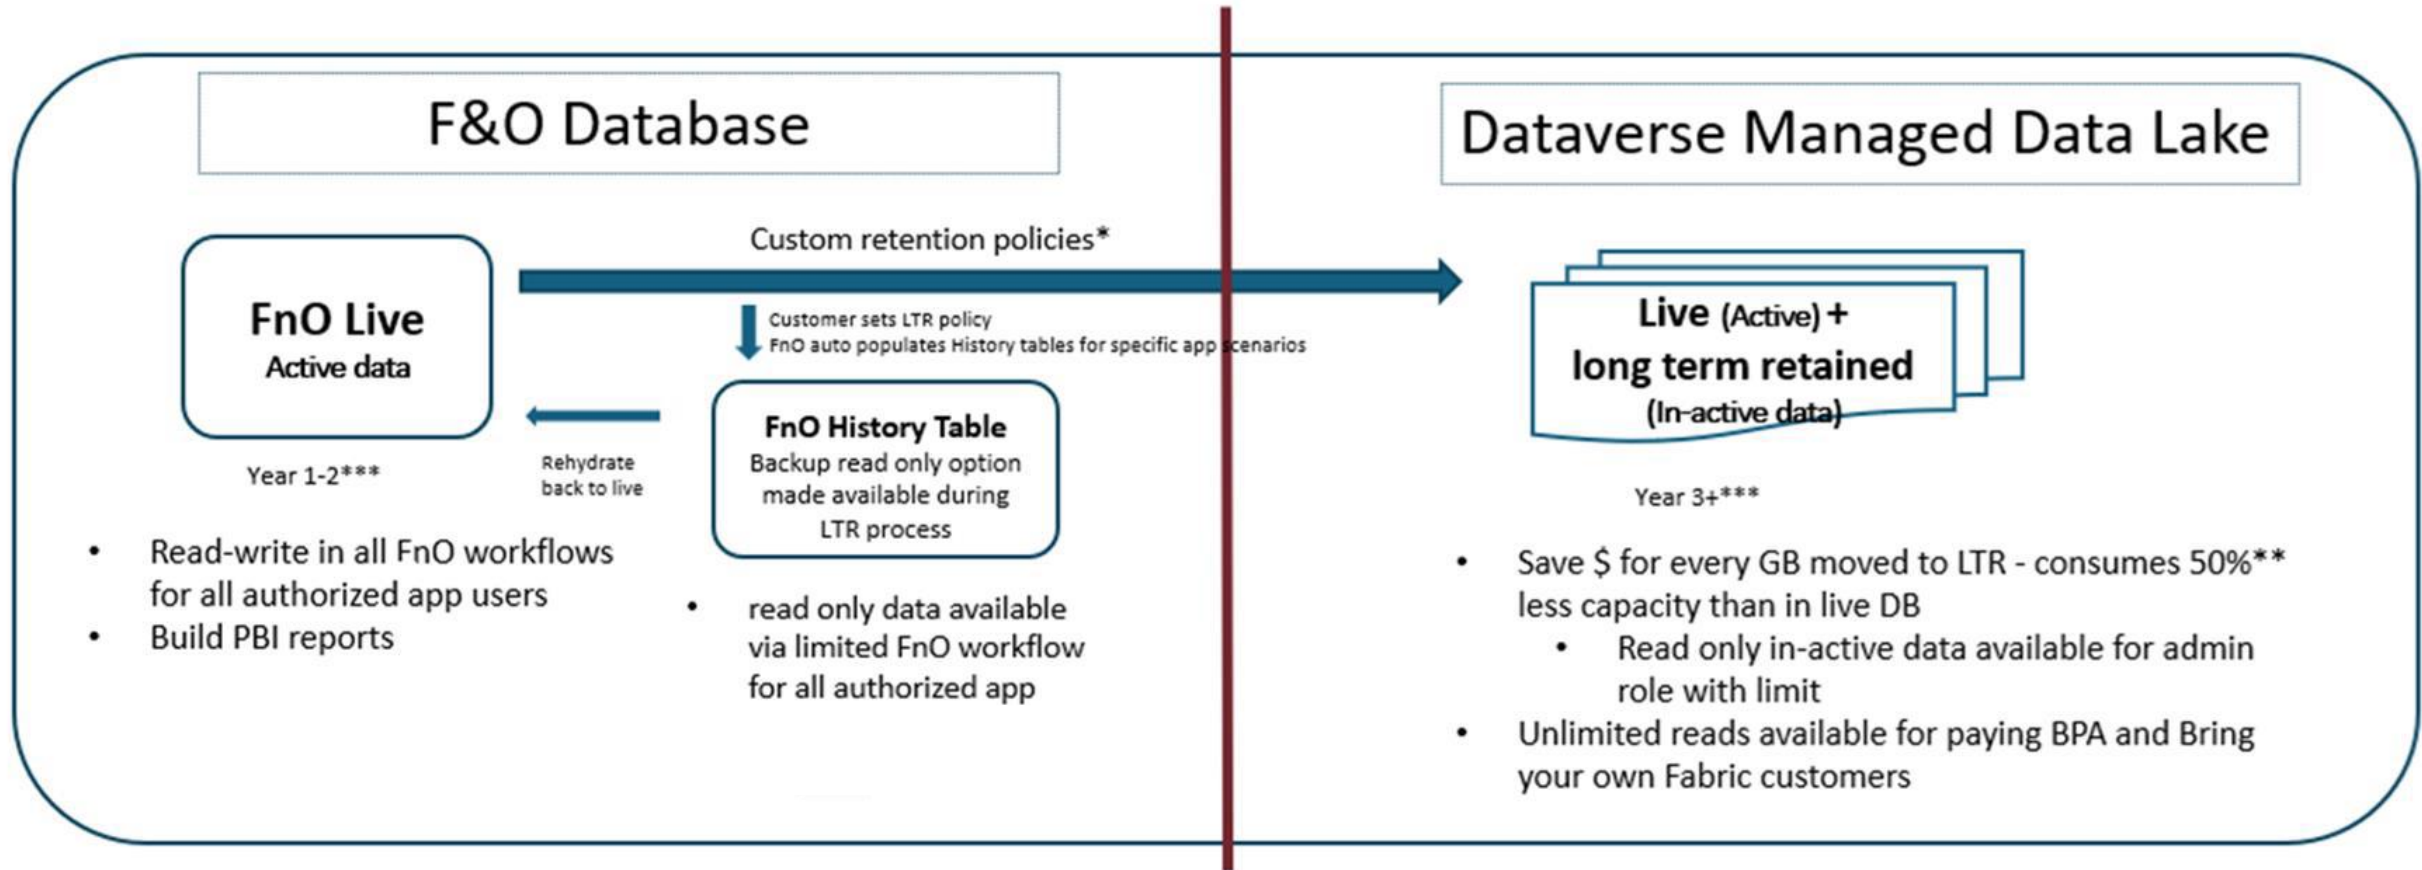 F&O Database
Dataverse Managed Data Lake
Custom retention policies*
FnO Live
Active data
Customer sets LTR policy
FnO auto populates History tables for specific app scenarios
Live (Active) +
long term retained
(In-active data)
FnO History Table
Backup read only option
made available during
LTR process
Rehydrate
back to live
Year 1-2***
Year 3+***
• Read-write in all FnO workflows
for all authorized app users
• Build PBI reports
• read only data available
via limited FnO workflow
for all authorized app
• Save $ for every GB moved to LTR - consumes 50%**
less capacity than in live DB
• Read only in-active data available for admin
role with limit
• Unlimited reads available for paying BPA and Bring
your own Fabric customers